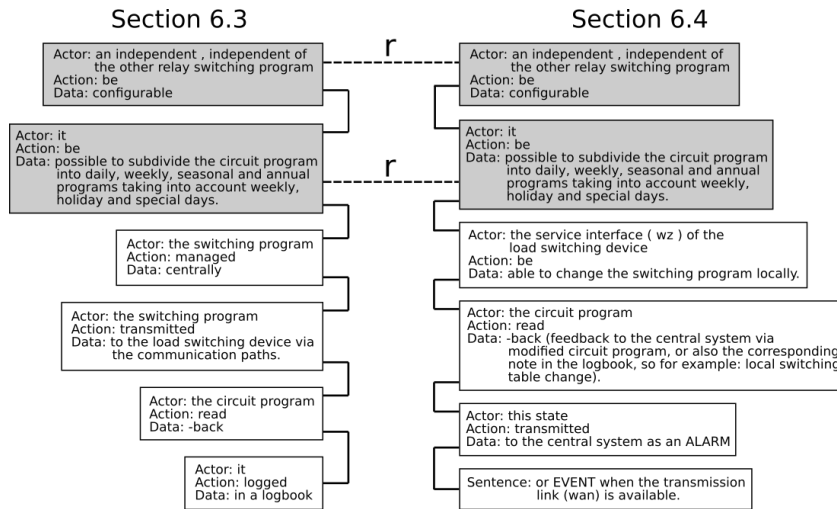 Section 6.3
Actor: an independent , independent of
the other relay switching program
Action: be
Data: configurable
Actor: it
Action: be
Data: possible to subdivide the circuit program
into daily, weekly, seasonal and annual
programs taking into account weekly,
holiday and special days.
Actor: the switching program
Action: managed
Data: centrally
Actor: the switching program
Action: transmitted
Data: to the load switching device via
the communication paths.
Actor: the circuit program
Action: read
Data: -back
Actor: it
Action: logged
Data: in a logbook
r
r
Section 6.4
Actor: an independent , independent of
the other relay switching program
Action: be
Data: configurable
Actor: it
Action: be
Data: possible to subdivide the circuit program
into daily, weekly, seasonal and annual
programs taking into account weekly,
holiday and special days.
Actor: the service interface ( wz ) of the
load switching device
Action: be
Data: able to change the switching program locally.
Actor: the circuit program
Action: read
Data: -back (feedback to the central system via
modified circuit program, or also the corresponding
note in the logbook, so for example: local switching
table change).
Actor: this state
Action: transmitted
Data: to the central system as an ALARM
Sentence: or EVENT when the transmission
link (wan) is available.